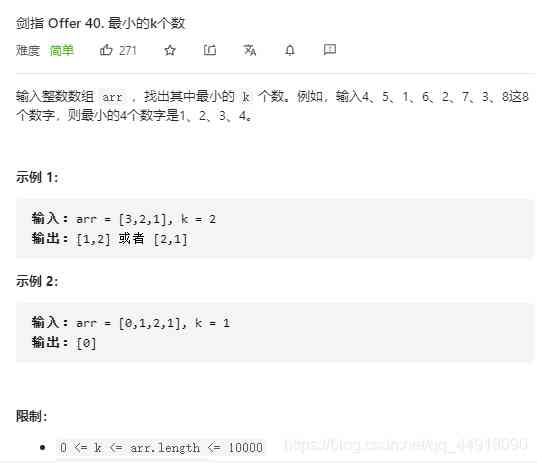 剑指 Offer 40. 最小的k个数
难度 简单 271
输入整数数组 arr ，找出其中最小的 k 个数。例如，输入4、5、1、6、2、7、3、8这8
个数字，则最小的4个数字是1、2、3、4。
示例 1：
输入：arr = [3,2,1], k = 2
输出：[1,2] 或者 [2,1]
示例 2：
输入：arr = [0,1,2,1], k = 1
输出：[0]
限制：
0 <= k <= arr.length <= 10000